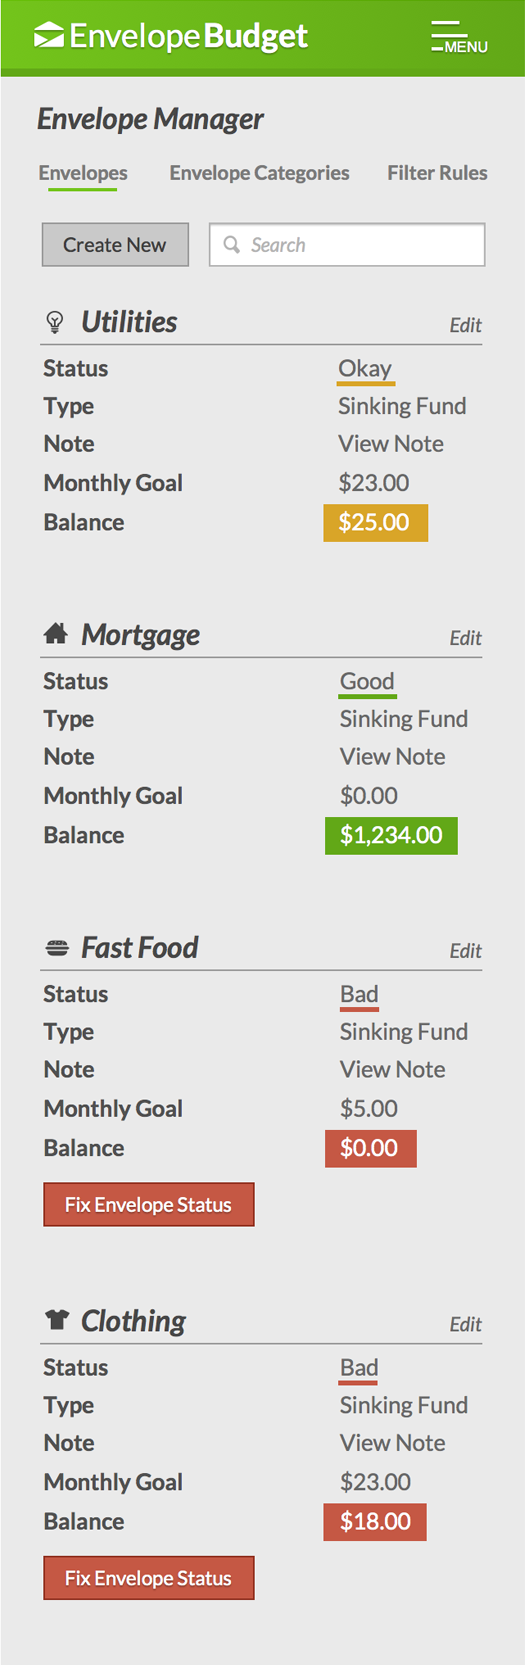 EnvelopeBudget
MENU
Envelope Manager
Envelopes Envelope Categories Filter Rules
Create New Search
Utilities Edit
Status Okay
Type Sinking Fund
Note View Note
Monthly Goal $23.00
Balance $25.00
Mortgage Edit
Status Good
Type Sinking Fund
Note View Note
Monthly Goal $0.00
Balance $1,234.00
Fast Food Edit
Status Bad
Type Sinking Fund
Note View Note
Monthly Goal $5.00
Balance $0.00
Fix Envelope Status
Clothing Edit
Status Bad
Type Sinking Fund
Note View Note
Monthly Goal $23.00
Balance $18.00
Fix Envelope Status